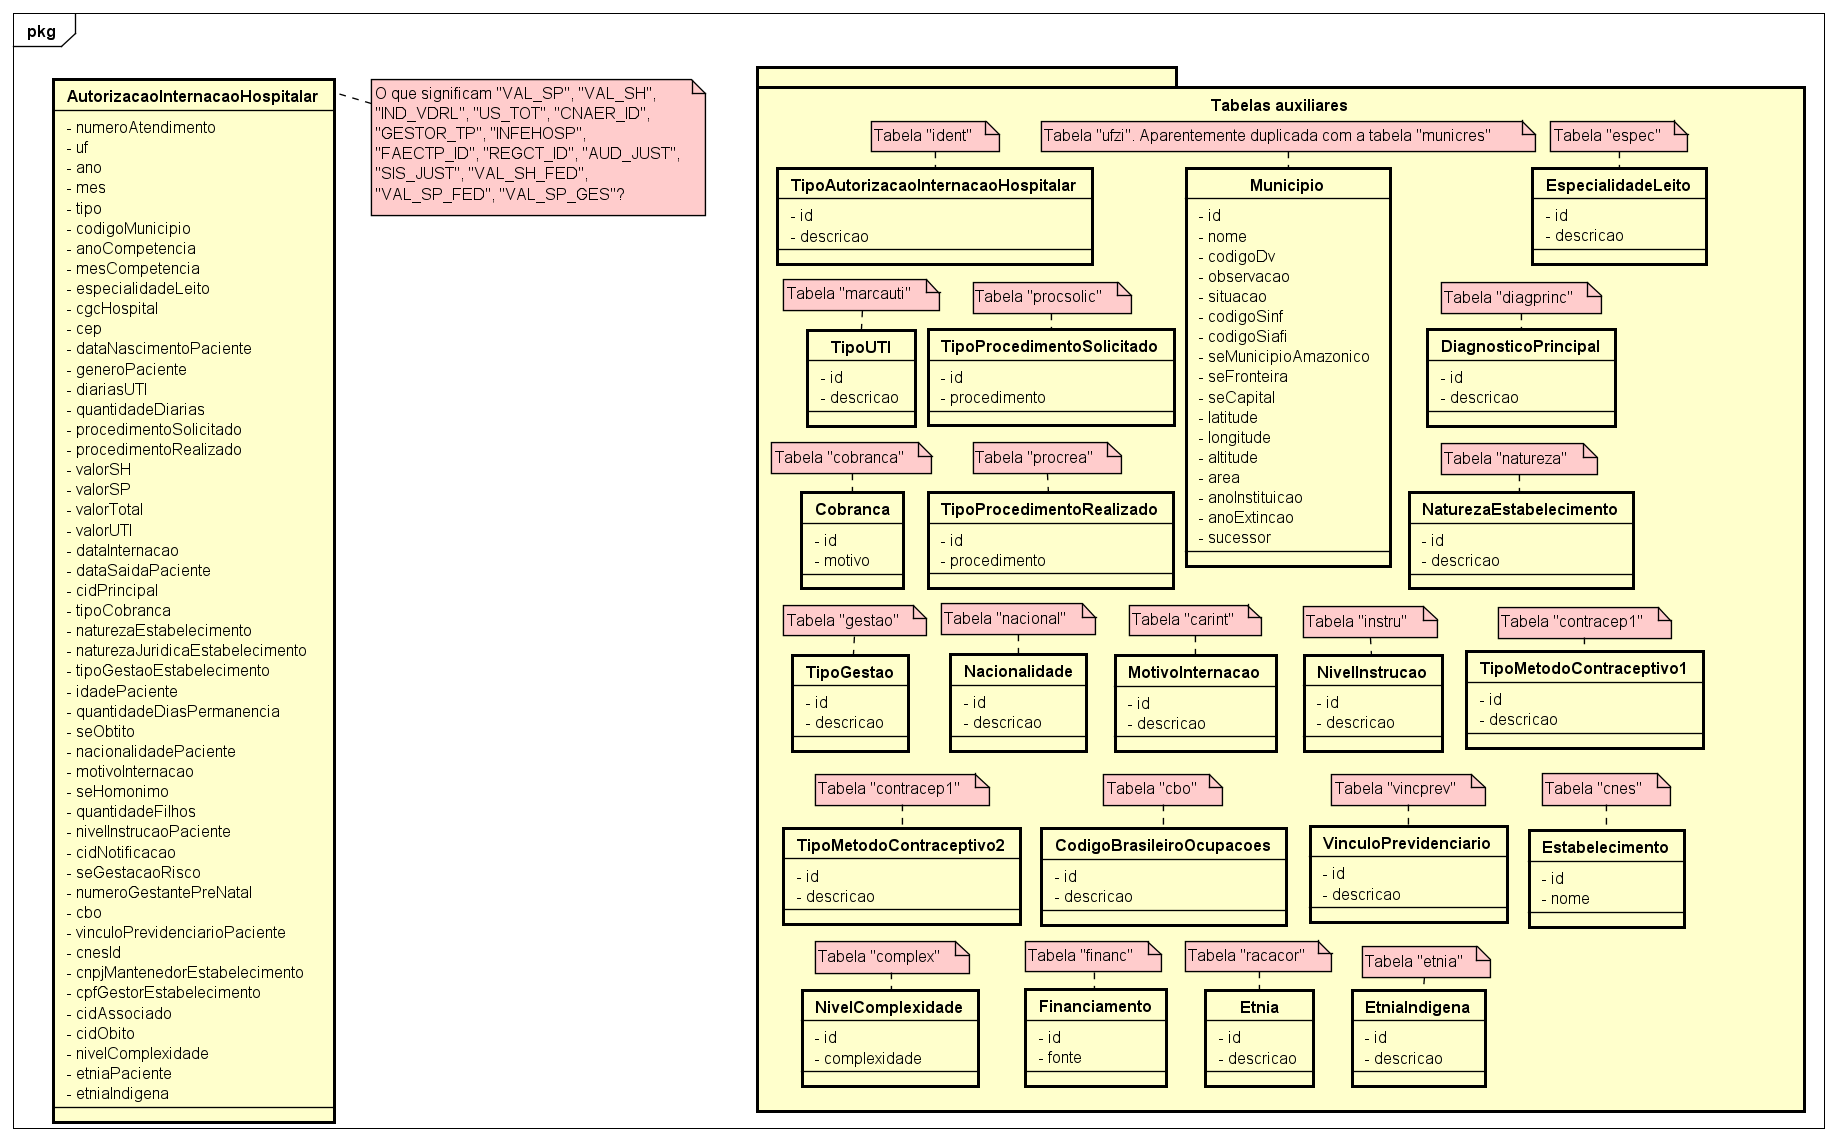 pkg
AutorizacaoInternacaoHospitalar
- numeroAtendimento
- uf
- ano
- mes
- tipo
- codigoMunicipio
- anoCompetencia
- mesCompetencia
- especialidadeLeito
- cgcHospital
- cep
- dataNascimentoPaciente
- generoPaciente
- diariasUTI
- quantidadeDiarias
- procedimentoSolicitado
- procedimentoRealizado
- valorSH
- valorSP
- valorTotal
- valorUTI
- dataInternacao
- dataSaidaPaciente
- cidPrincipal
- tipoCobranca
- naturezaEstabelecimento
- naturezaJuridicaEstabelecimento
- tipoGestaoEstabelecimento
- idadePaciente
- quantidadeDiasPermanencia
- seObtito
- nacionalidadePaciente
- motivoInternacao
- seHomonimo
- quantidadeFilhos
- nivelInstrucaoPaciente
- cidNotificacao
- seGestacaoRisco
- numeroGestantePreNatal
- cbo
- vinculoPrevidenciarioPaciente
- cnesId
- cnpjMantenedorEstabelecimento
- cpfGestorEstabelecimento
- cidAssociado
- cidObito
- nivelComplexidade
- etniaPaciente
- etniaIndigena
O que significam "VAL_SP", "VAL_SH",
"IND_VDRL", "US_TOT", "CNAER_ID",
"GESTOR_TP", "INFEHOSP",
"FAECTP_ID", "REGCT_ID", "AUD_JUST",
"SIS_JUST", "VAL_SH_FED",
"VAL_SP_FED", "VAL_SP_GES"?
Tabelas auxiliares
Tabela "ident"
TipoAutorizacaoInternacaoHospitalar
- id
- descricao
Tabela "ufzi". Aparentemente duplicada com a tabela "municres"
Municipio
- id
- nome
- codigoDv
- observacao
- situacao
- codigoSinf
- codigoSiafi
- seMunicipioAmazonico
- seFronteira
- seCapital
- latitude
- longitude
- altitude
- area
- anoInstituicao
- anoExtincao
- sucessor
Tabela "espec"
EspecialidadeLeito
- id
- descricao
Tabela "marcauti"
TipoUTI
- id
- descricao
Tabela "procsolic"
TipoProcedimentoSolicitado
- id
- procedimento
Tabela "diagprinc"
DiagnosticoPrincipal
- id
- descricao
Tabela "cobranca"
Cobranca
- id
- motivo
Tabela "procrea"
TipoProcedimentoRealizado
- id
- procedimento
Tabela "natureza"
NaturezaEstabelecimento
- id
- descricao
Tabela "gestao"
TipoGestao
- id
- descricao
Tabela "nacional"
Nacionalidade
- id
- descricao
Tabela "carint"
MotivoInternacao
- id
- descricao
Tabela "instru"
NivelInstrucao
- id
- descricao
Tabela "contracep1"
TipoMetodoContraceptivo1
- id
- descricao
Tabela "contracep1"
TipoMetodoContraceptivo2
- id
- descricao
Tabela "cbo"
CodigoBrasileiroOcupacoes
- id
- descricao
Tabela "vincprev"
VinculoPrevidenciario
- id
- descricao
Tabela "cnes"
Estabelecimento
- id
- nome
Tabela "complex"
NivelComplexidade
- id
- complexidade
Tabela "financ"
Financiamento
- id
- fonte
Tabela "racacor"
Etnia
- id
- descricao
Tabela "etnia"
EtniaIndigena
- id
- descricao